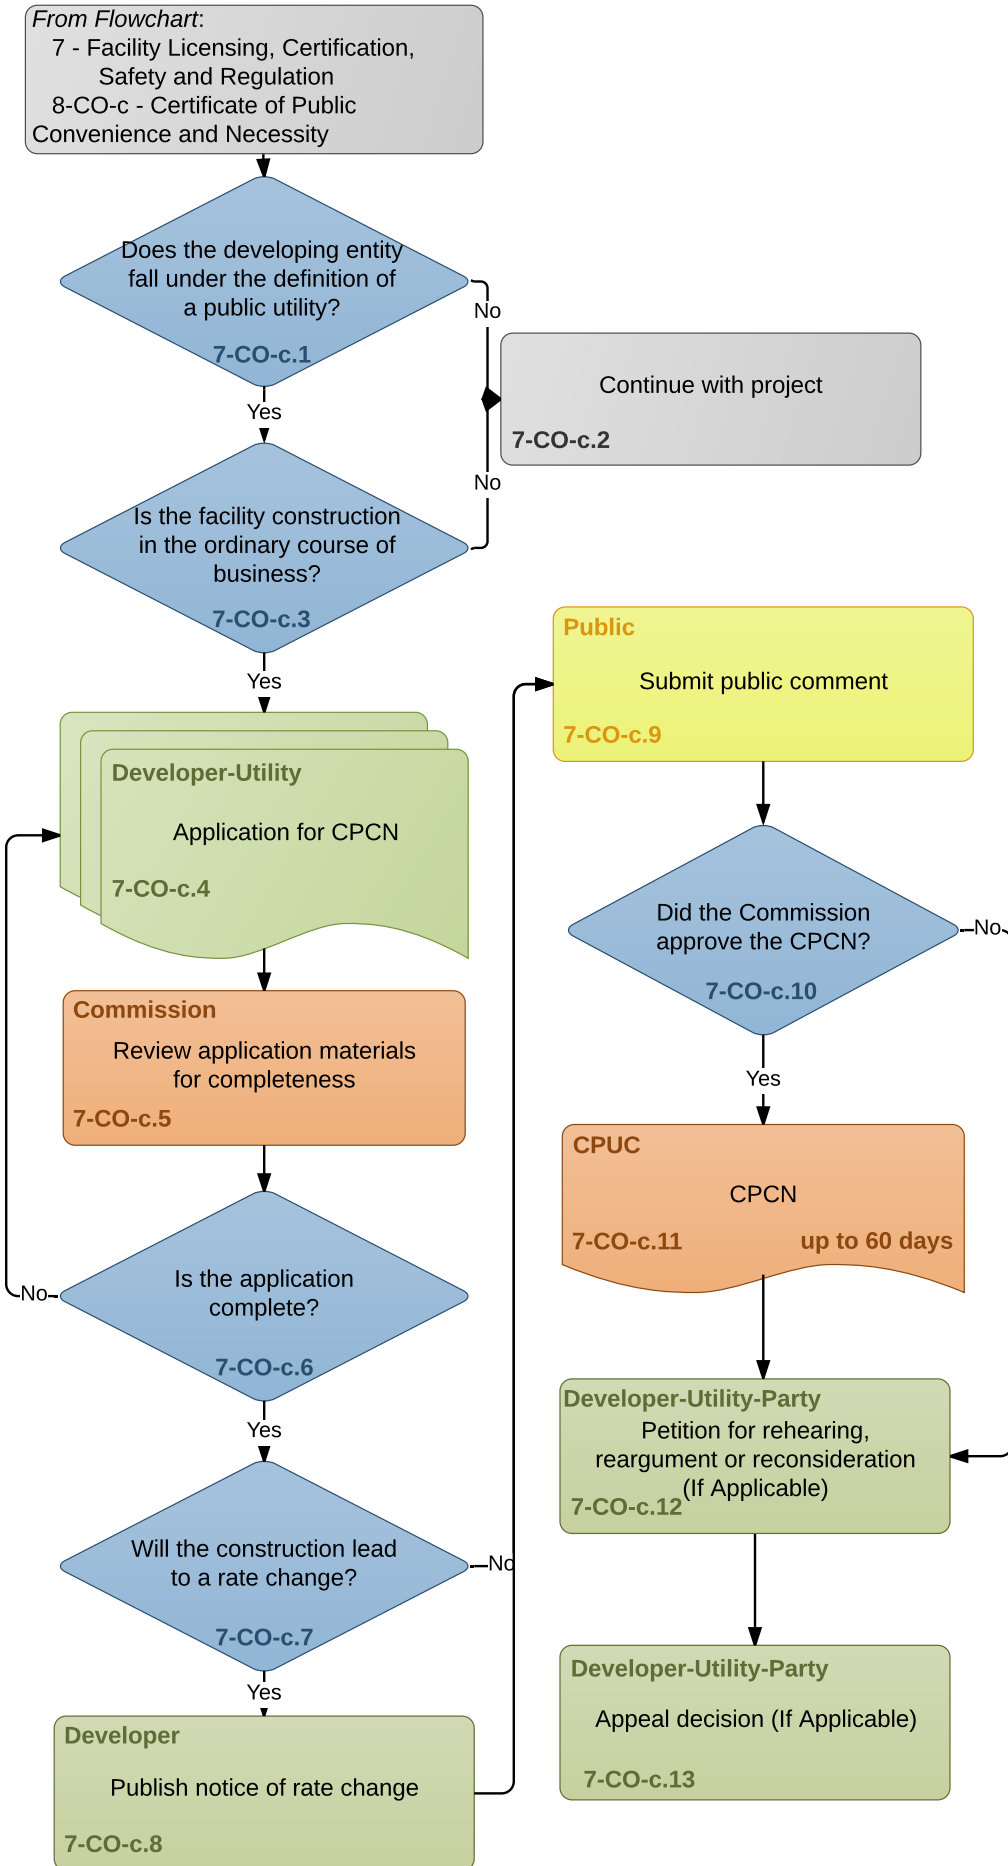 From Flowchart:
7 - Facility Licensing, Certification,
Safety and Regulation
8-CO-c - Certificate of Public
Convenience and Necessity
Does the developing entity
fall under the definition of
a public utility?
7-CO-c.1
No
Yes
Continue with project
7-CO-c.2
No
Is the facility construction
in the ordinary course of
business?
7-CO-c.3
Yes
Developer-Utility
Application for CPCN
7-CO-c.4
Commission
Review application materials
for completeness
7-CO-c.5
Is the application
complete?
7-CO-c.6
No
Yes
Will the construction lead
to a rate change?
7-CO-c.7
No
Yes
Developer
Publish notice of rate change
7-CO-c.8
Public
Submit public comment
7-CO-c.9
Did the Commission
approve the CPCN?
7-CO-c.10
No
Yes
CPUC
CPCN
7-CO-c.11 up to 60 days
Developer-Utility-Party
Petition for rehearing,
reargument or reconsideration
(If Applicable)
7-CO-c.12
Developer-Utility-Party
Appeal decision (If Applicable)
7-CO-c.13